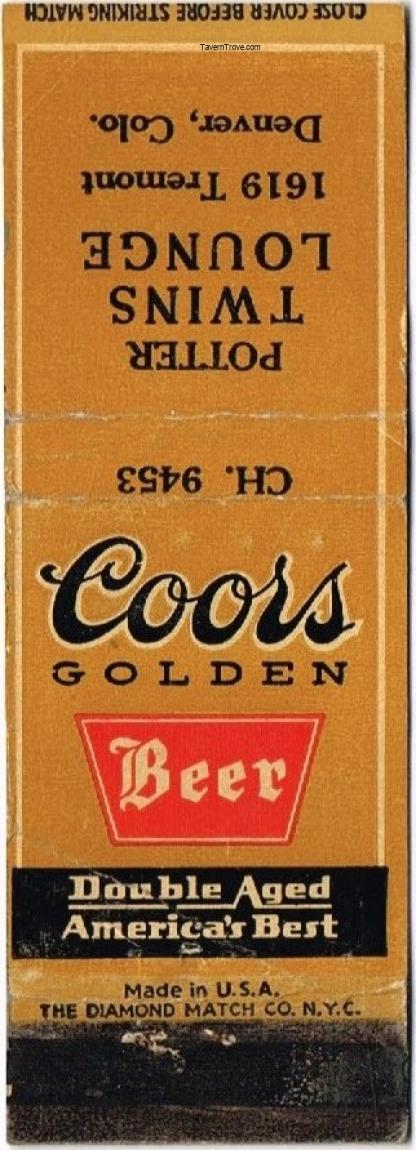 CLOSE COVER BEFORE STRIKING MATCH
TavernTrove.com
POTTER
TWINS
LOUNGE
1619 Tremont
Denver, Colo.
CH. 9453
Coors
GOLDEN
Beer
Double Aged
America's Best
Made in U.S.A.
THE DIAMOND MATCH CO. N.Y.C.